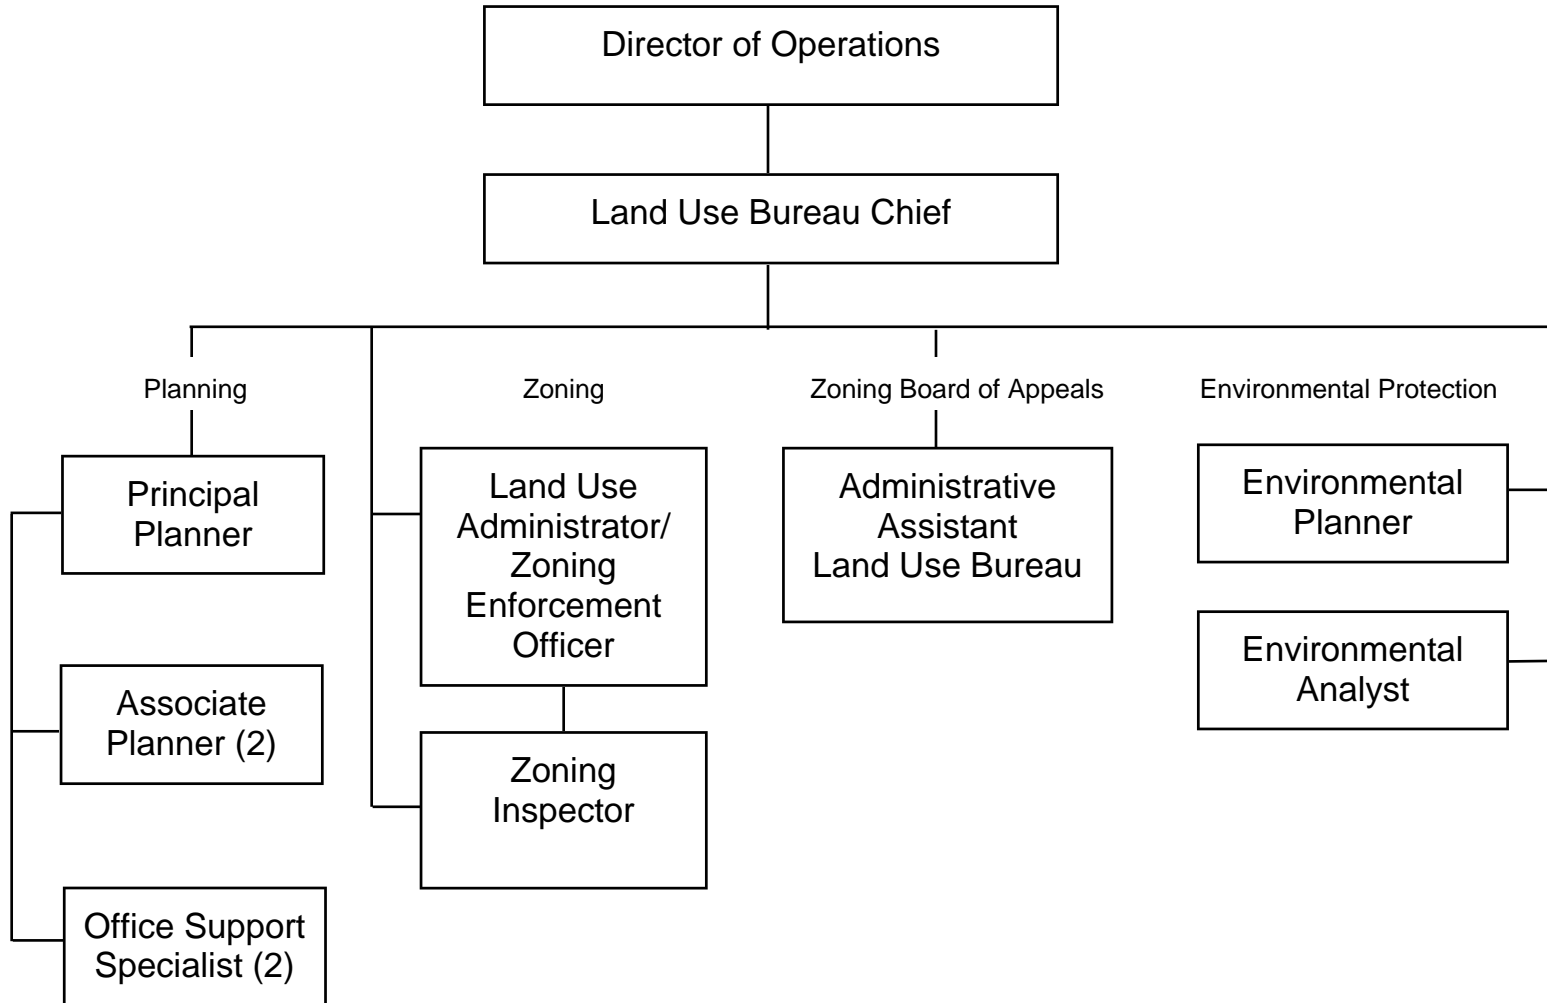 Director of Operations
Land Use Bureau Chief
Planning
Zoning
Zoning Board of Appeals
Environmental Protection
Principal
Planner
Land Use
Administrator/
Zoning
Enforcement
Officer
Administrative
Assistant
Land Use Bureau
Environmental
Planner
Associate
Planner (2)
Zoning
Inspector
Environmental
Analyst
Office Support
Specialist (2)